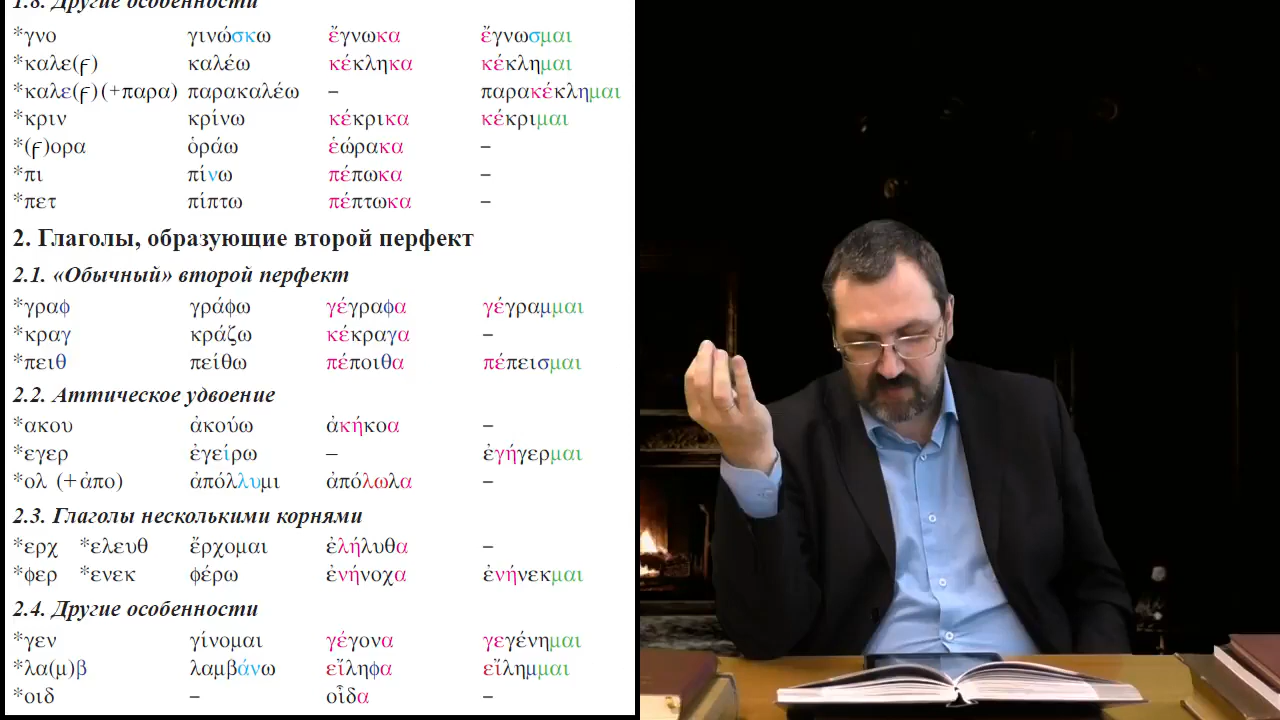 1.8. Другие особенности
*γνο γινώσκω ἔγνωκα ἔγνωσμαι
*καλε(ϝ) καλέω κέκληκα κέκλημαι
*καλε(ϝ)(+παρα) παρακαλέω – παρακέκλημαι
*κριν κρίνω κέκρικα κέκριμαι
*(ϝ)ορα ὁράω ἑώρακα –
*πι πίνω πέπωκα –
*πετ πίπτω πέπτωκα –
2. Глаголы, образующие второй перфект
2.1. «Обычный» второй перфект
*γραφ γράφω γέγραφα γέγραμμαι
*κραγ κράζω κέκραγα –
*πειθ πείθω πέποιθα πέπεισμαι
2.2. Аттическое удвоение
*ακου ἀκούω ἀκήκοα –
*εγερ ἐγείρω – ἐγήγερμαι
*ολ (+ἀπο) ἀπόλλυμι ἀπόλωλα –
2.3. Глаголы несколькими корнями
*ερχ *ελευθ ἔρχομαι ἐλήλυθα –
*φερ *ενεκ φέρω ἐνήνοχα ἐνήνεκμαι
2.4. Другие особенности
*γεν γίνομαι γέγονα γεγένημαι
*λα(μ)β λαμβάνω εἴληφα εἴλημμαι
*οιδ – οἶδα –